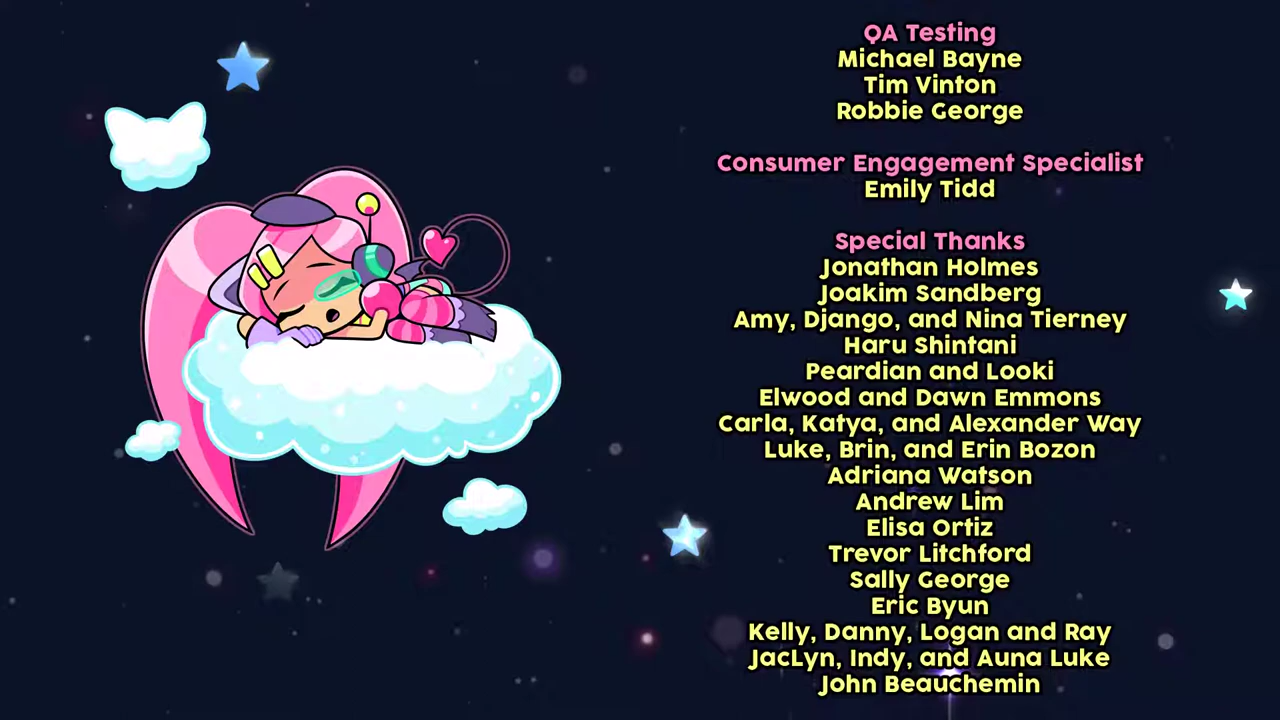 QA Testing
Michael Bayne
Tim Vinton
Robbie George
Consumer Engagement Specialist
Emily Tidd
Special Thanks
Jonathan Holmes
Joakim Sandberg
Amy, Django, and Nina Tierney
Haru Shintani
Peardian and Looki
Elwood and Dawn Emmons
Carla, Katya, and Alexander Way
Luke, Brin, and Erin Bozon
Adriana Watson
Andrew Lim
Elisa Ortiz
Trevor Litchford
Sally George
Eric Byun
Kelly, Danny, Logan and Ray
JacLyn, Indy, and Auna Luke
John Beauchemin